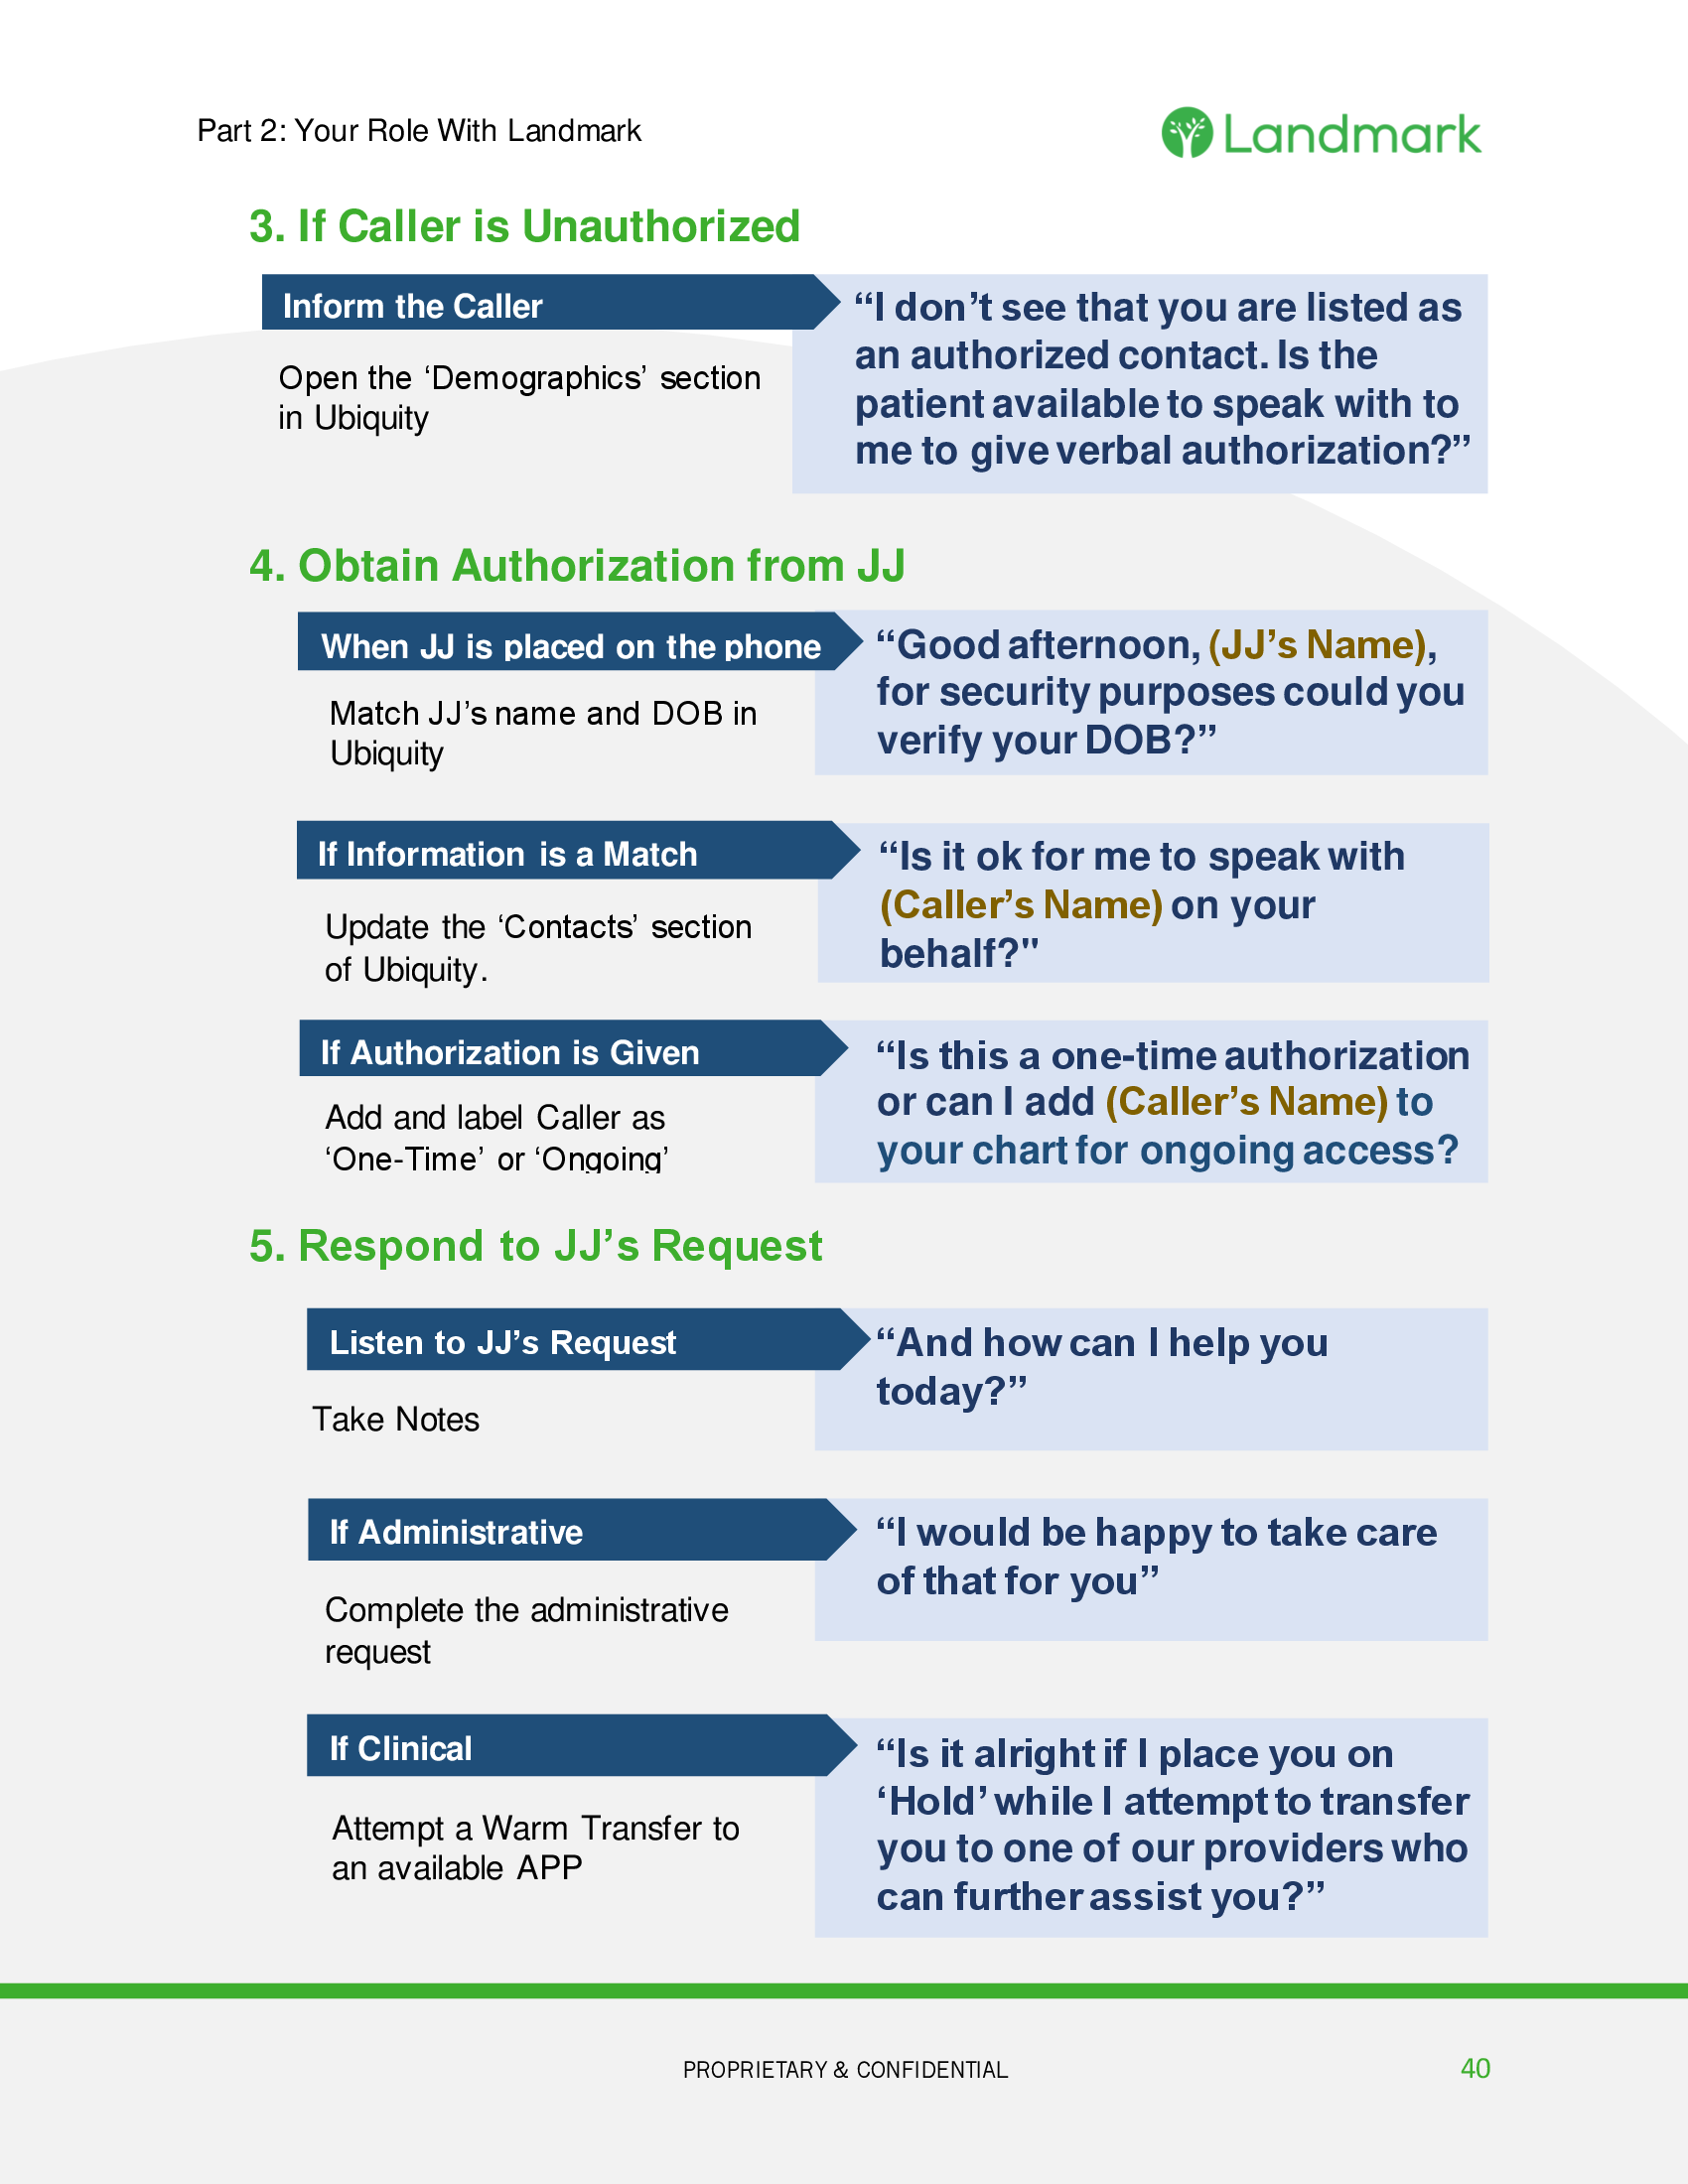 Part 2: Your Role With Landmark
Landmark
3. If Caller is Unauthorized
Inform the Caller
Open the ‘Demographics’ section
in Ubiquity
“I don’t see that you are listed as
an authorized contact. Is the
patient available to speak with to
me to give verbal authorization?”
4. Obtain Authorization from JJ
When JJ is placed on the phone
Match JJ’s name and DOB in
Ubiquity
“Good afternoon, (JJ’s Name),
for security purposes could you
verify your DOB?”
If Information is a Match
Update the ‘Contacts’ section
of Ubiquity.
“Is it ok for me to speak with
(Caller’s Name) on your
behalf?"
If Authorization is Given
Add and label Caller as
‘One-Time’ or ‘Ongoing’
“Is this a one-time authorization
or can I add (Caller’s Name) to
your chart for ongoing access?
5. Respond to JJ’s Request
Listen to JJ’s Request
Take Notes
“And how can I help you
today?”
If Administrative
Complete the administrative
request
“I would be happy to take care
of that for you”
If Clinical
Attempt a Warm Transfer to
an available APP
“Is it alright if I place you on
‘Hold’ while I attempt to transfer
you to one of our providers who
can further assist you?”
PROPRIETARY & CONFIDENTIAL
40